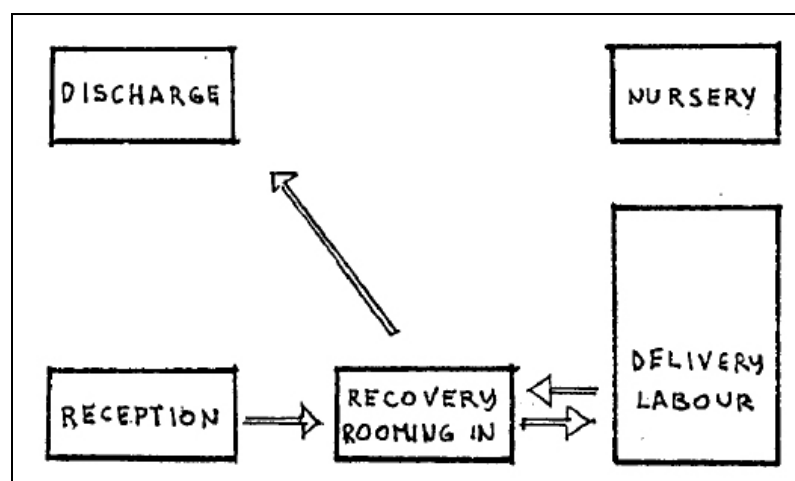 DISCHARGE
NURSERY
RECEPTION
RECOVERY
ROOMING IN
DELIVERY
LABOUR